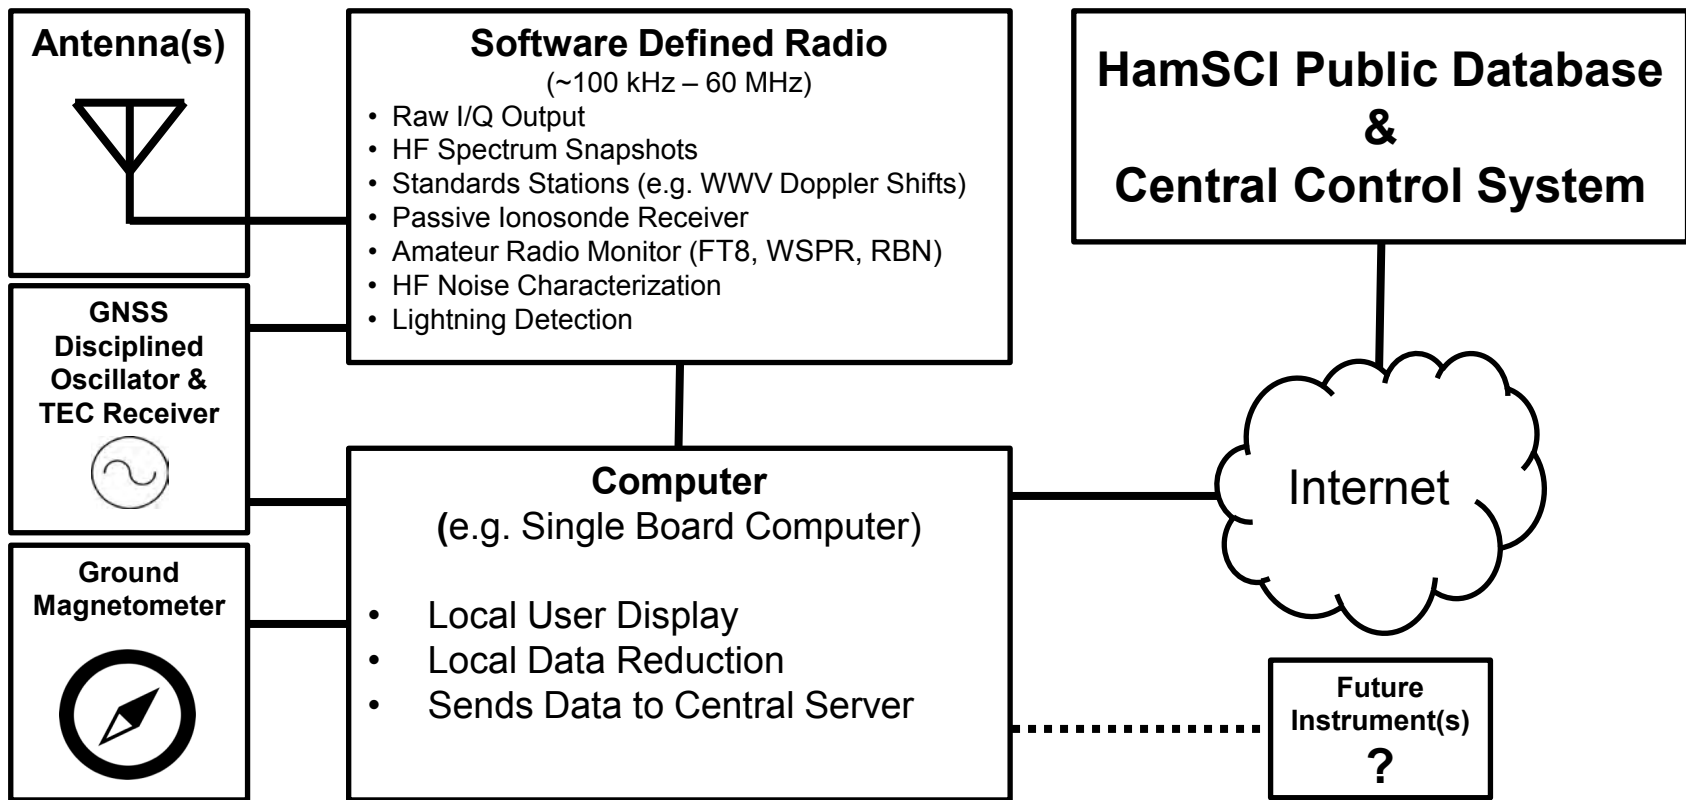 Antenna(s)
Software Defined Radio
(~100 kHz – 60 MHz)
• Raw I/Q Output
• HF Spectrum Snapshots
• Standards Stations (e.g. WWV Doppler Shifts)
• Passive Ionosonde Receiver
• Amateur Radio Monitor (FT8, WSPR, RBN)
• HF Noise Characterization
• Lightning Detection
HamSCI Public Database
&
Central Control System
GNSS
Disciplined
Oscillator &
TEC Receiver
Computer
(e.g. Single Board Computer)
• Local User Display
• Local Data Reduction
• Sends Data to Central Server
Internet
Ground
Magnetometer
Future
Instrument(s)
?